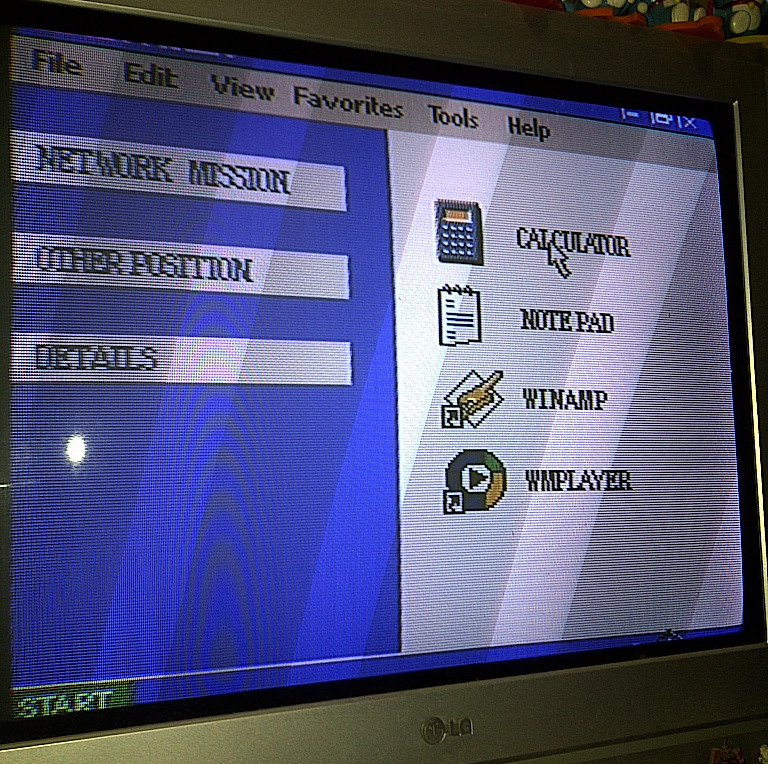 File Edit View Favorites Tools Help
NETWORK MISSION
OTHER POSITION
DETAILS
CALCULATOR
NOTE PAD
WINAMP
WMPLAYER
START
LG